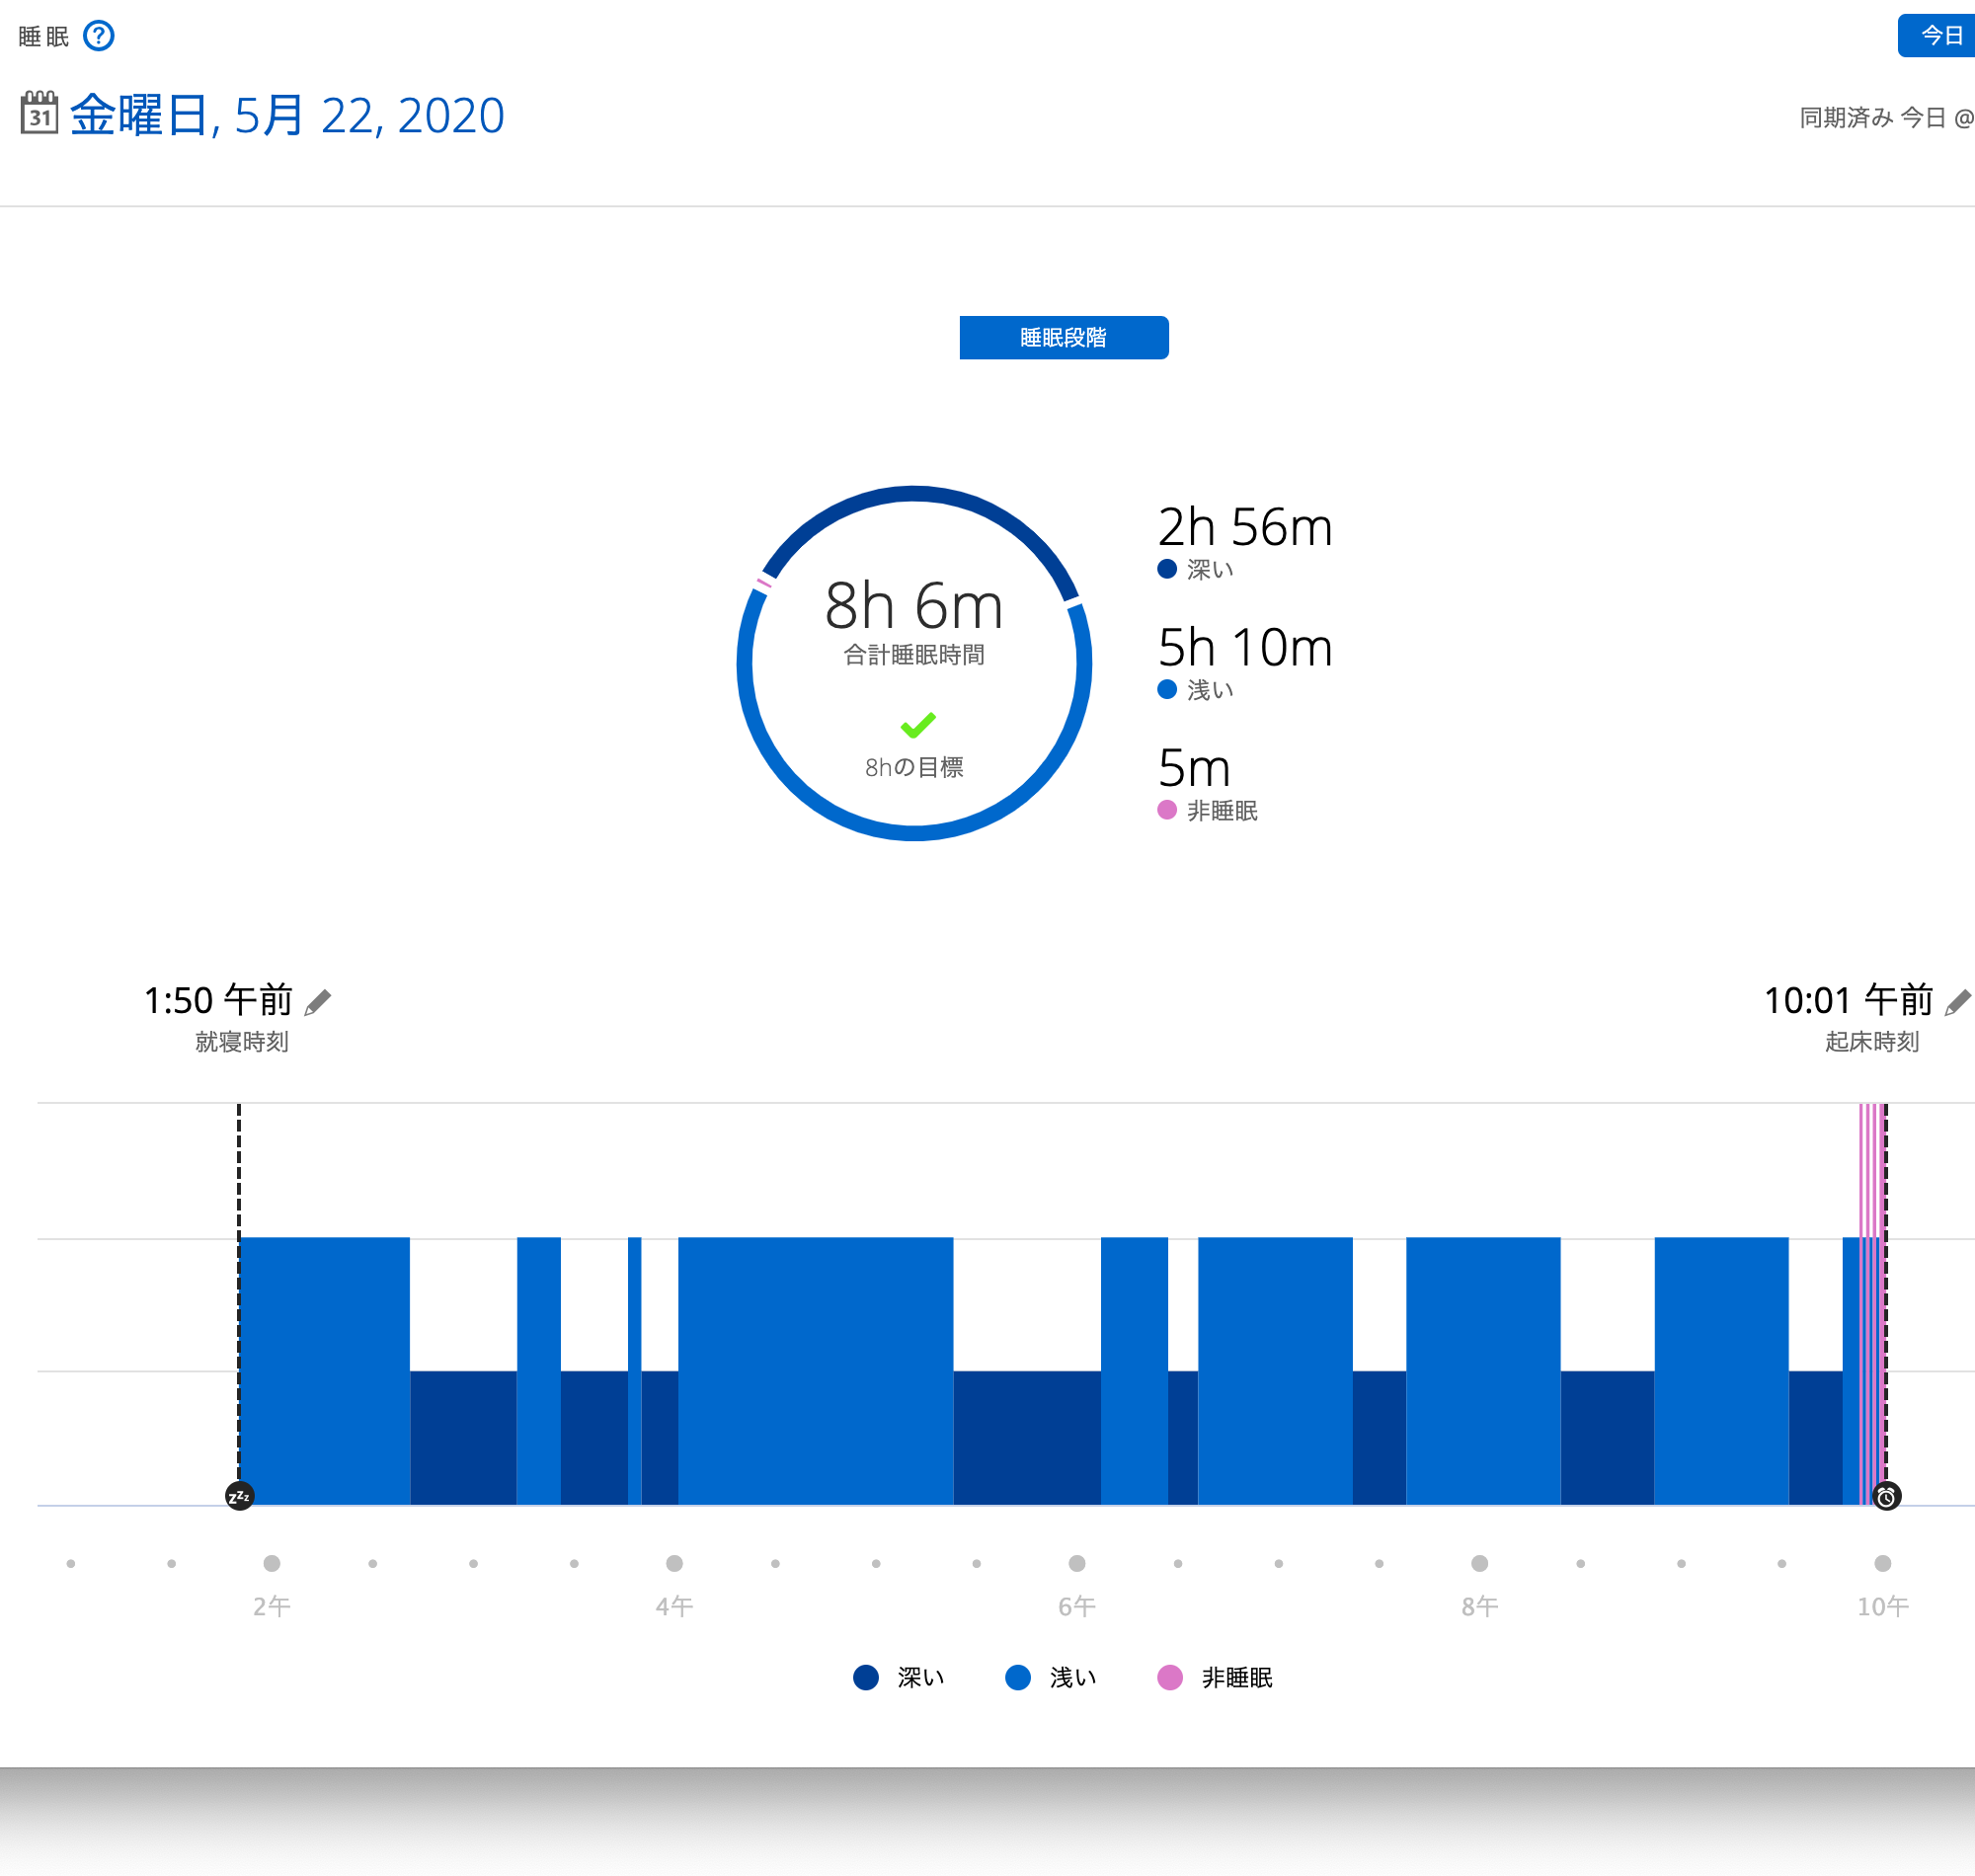 睡眠 ?
今日
31 金曜日, 5月 22, 2020
同期済み 今日 @
睡眠段階
8h 6m
合計睡眠時間
8hの目標
2h 56m
深い
5h 10m
浅い
5m
非睡眠
1:50 午前
就寝時刻
10:01 午前
起床時刻
zzz
2午 4午 6午 8午 10午
深い 浅い 非睡眠